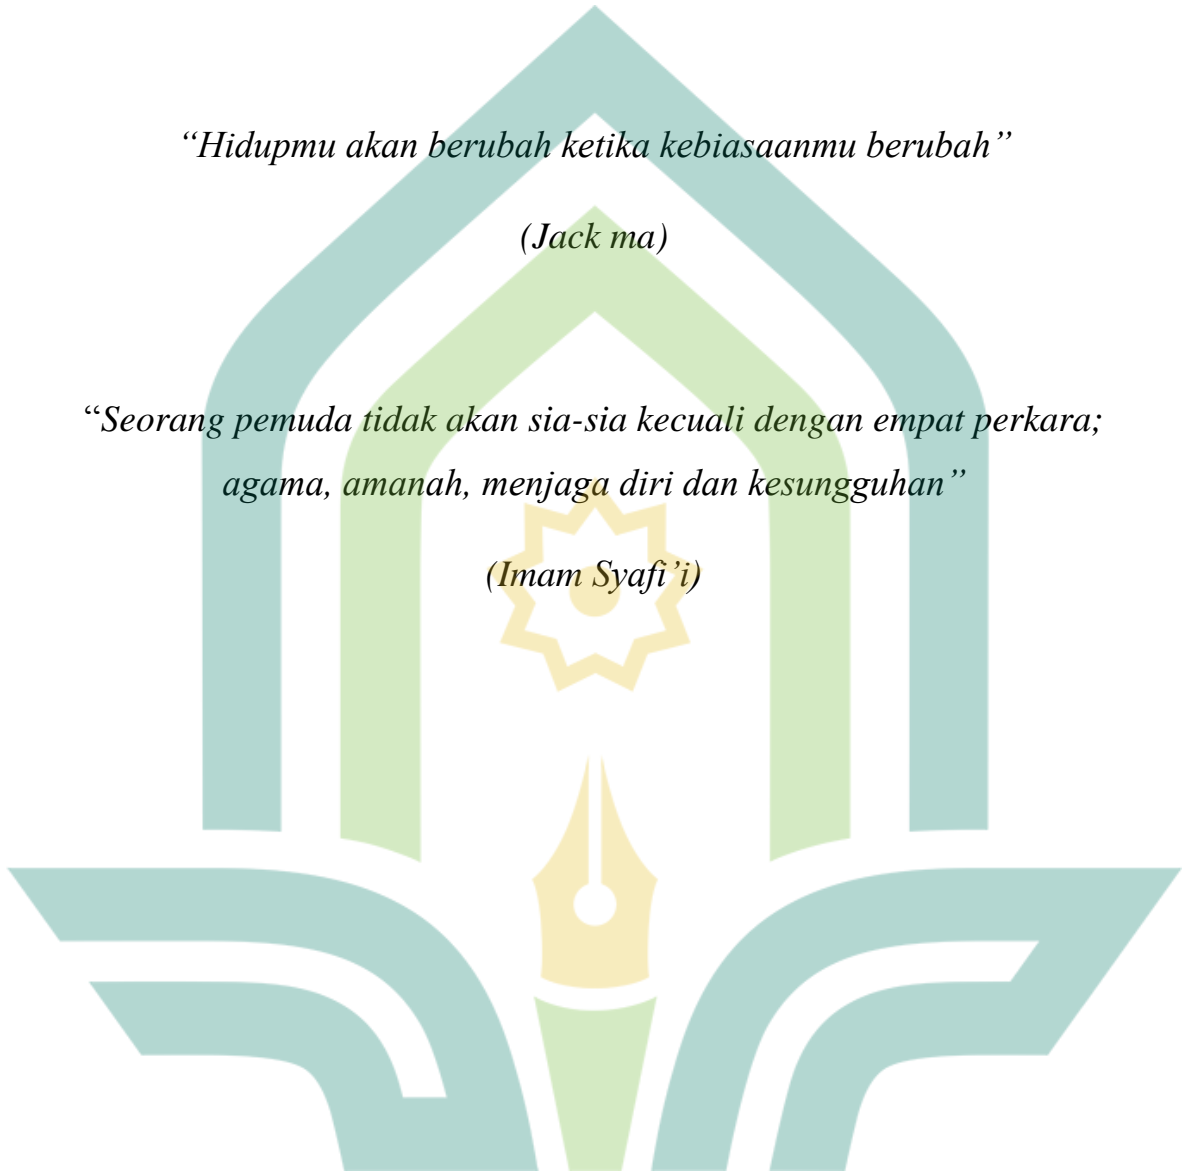 “Hidupmu akan berubah ketika kebiasaanmu berubah”
(Jack ma)
“Seorang pemuda tidak akan sia-sia kecuali dengan empat perkara;
agama, amanah, menjaga diri dan kesungguhan”
(Imam Syafi’i)